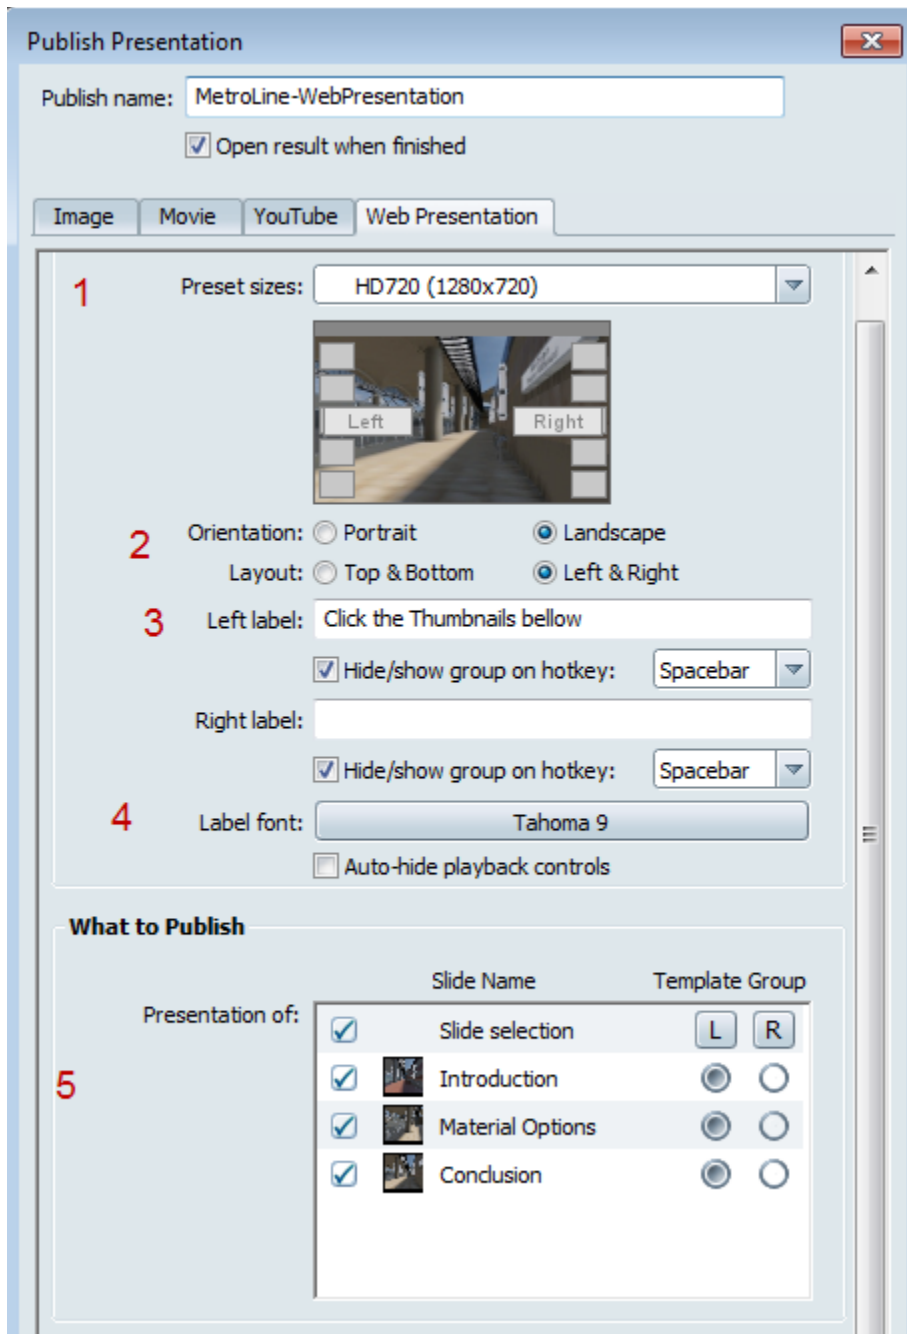 Publish Presentation
Publish name: MetroLine-WebPresentation
Open result when finished
Image Movie YouTube Web Presentation
1 Preset sizes: HD720 (1280x720)
Left Right
2 Orientation: Portrait Landscape
Layout: Top & Bottom Left & Right
3 Left label: Click the Thumbnails bellow
Hide/show group on hotkey: Spacebar
Right label:
Hide/show group on hotkey: Spacebar
4 Label font: Tahoma 9
Auto-hide playback controls
What to Publish
Slide Name Template Group
Presentation of: Slide selection L R
5 Introduction
Material Options
Conclusion